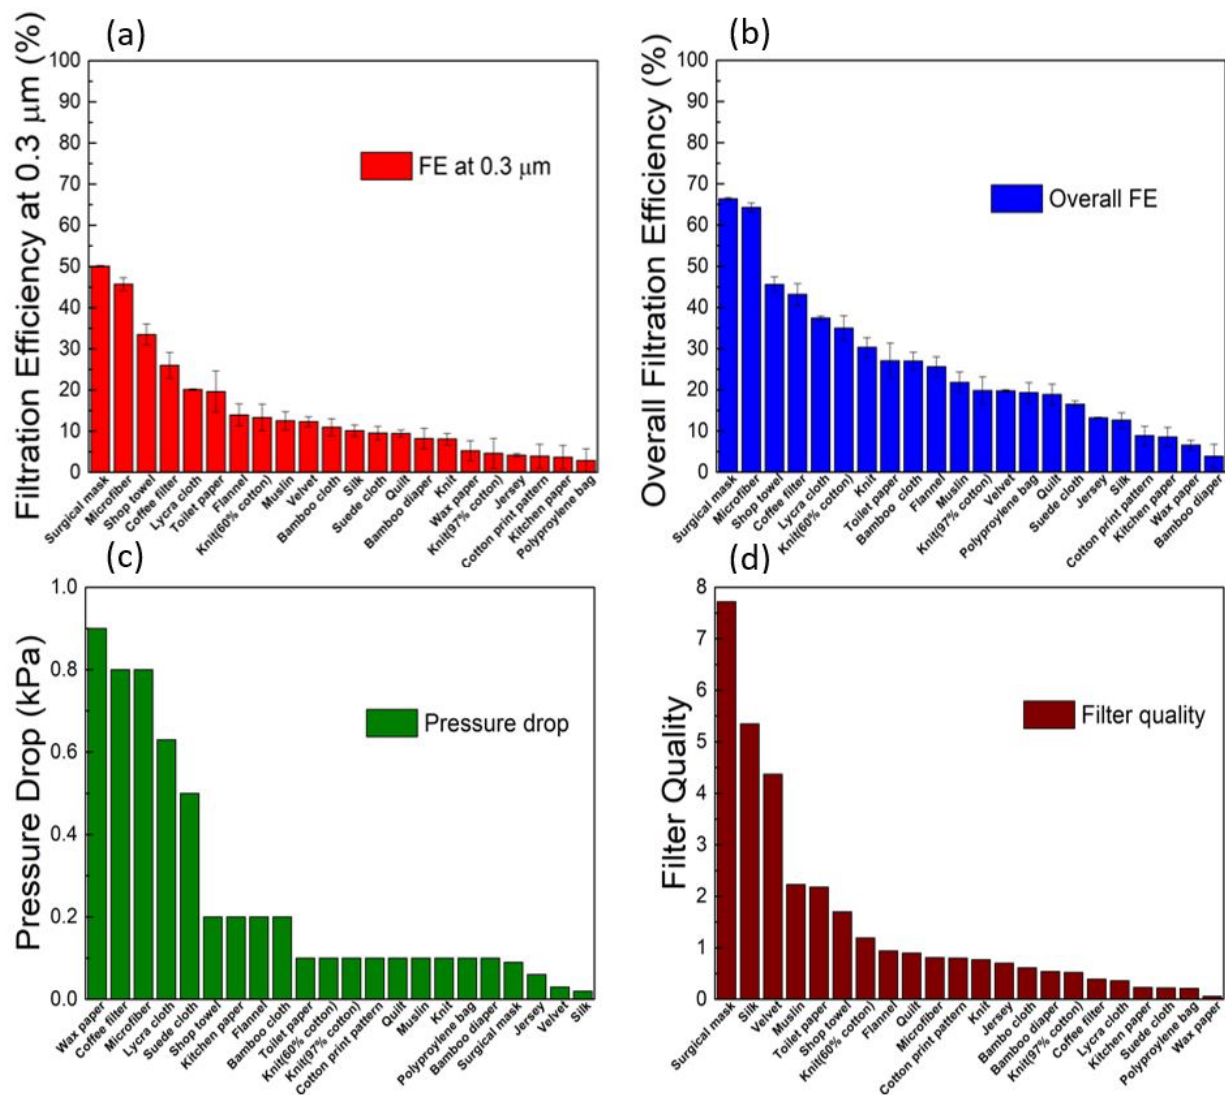 (a)
Filtration Efficiency at 0.3 μm (%)
100
90
80
70
60
50
40
30
20
10
0
FE at 0.3 μm
Surgical mask
Microfiber
Shop towel
Coffee filter
Lycra cloth
Toilet paper
Flannel
Knit(60% cotton)
Muslin
Velvet
Bamboo cloth
Silk
Suede cloth
Quilt
Bamboo diaper
Knit
Wax paper
Knit(97% cotton)
Jersey
Cotton print pattern
Kitchen paper
Polyproylene bag
(b)
Overall Filtration Efficiency (%)
100
90
80
70
60
50
40
30
20
10
0
Overall FE
Surgical mask
Microfiber
Shop towel
Coffee filter
Lycra cloth
Knit(60% cotton)
Knit
Toilet paper
Bamboo cloth
Flannel
Muslin
Knit(97% cotton)
Velvet
Polyproylene bag
Quilt
Suede cloth
Jersey
Silk
Cotton print pattern
Kitchen paper
Wax paper
Bamboo diaper
(c)
Pressure Drop (kPa)
1.0
0.8
0.6
0.4
0.2
0.0
Pressure drop
Wax paper
Coffee filter
Microfiber
Lycra cloth
Suede cloth
Shop towel
Kitchen paper
Flannel
Bamboo cloth
Toilet paper
Knit(60% cotton)
Knit(97% cotton)
Cotton print pattern
Quilt
Muslin
Knit
Polyproylene bag
Bamboo diaper
Surgical mask
Jersey
Velvet
Silk
(d)
Filter Quality
8
7
6
5
4
3
2
1
0
Filter quality
Surgical mask
Silk
Velvet
Muslin
Toilet paper
Shop towel
Knit(60% cotton)
Flannel
Quilt
Microfiber
Cotton print pattern
Knit
Jersey
Bambo cloth
Bamboo diaper
Knit(97% cotton)
Coffee filter
Lycra cloth
Kitchen paper
Suede cloth
Polyproylene bag
Wax paper